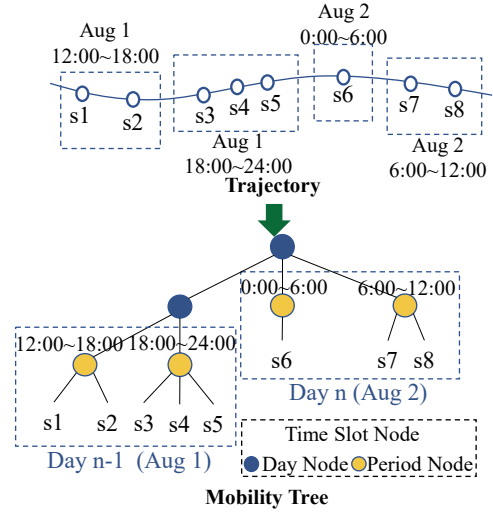 Aug 1
12:00~18:00
Aug 2
0:00~6:00
s1
s2
s3
s4
s5
s6
s7
s8
Aug 1
18:00~24:00
Aug 2
6:00~12:00
Trajectory
0:00~6:00
6:00~12:00
12:00~18:00
18:00~24:00
s6
s7
s8
s1
s2
s3
s4
s5
Day n (Aug 2)
Day n-1 (Aug 1)
Time Slot Node
Day Node
Period Node
Mobility Tree